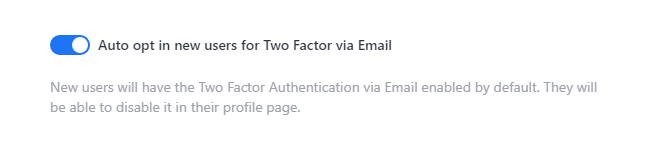 Auto opt in new users for Two Factor via Email
New users will have the Two Factor Authentication via Email enabled by default. They will
be able to disable it in their profile page.